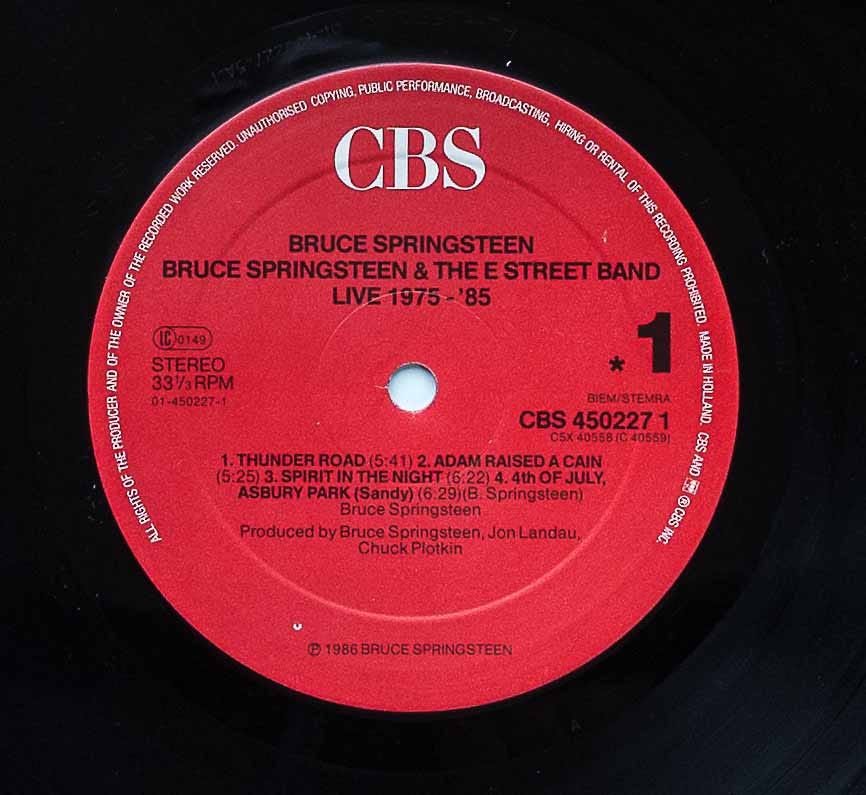 ALL RIGHTS OF THE PRODUCER AND OF THE OWNER OF THE RECORDED WORK RESERVED. UNAUTHORISED COPYING, PUBLIC PERFORMANCE, BROADCASTING, HIRING OR RENTAL OF THIS RECORDING PROHIBITED. MADE IN HOLLAND. CBS AND ℗ CBS INC.
CBS
BRUCE SPRINGSTEEN
BRUCE SPRINGSTEEN & THE E STREET BAND
LIVE 1975 - '85
LC 0149
STEREO
33 1/3 RPM
01-450227-1
* 1
BIEM/STEMRA
CBS 450227 1
C5X 40558 (C 40559)
1. THUNDER ROAD (5:41) 2. ADAM RAISED A CAIN
(5:25) 3. SPIRIT IN THE NIGHT (6:22) 4. 4th OF JULY,
ASBURY PARK (Sandy) (6:29)(B. Springsteen)
Bruce Springsteen
Produced by Bruce Springsteen, Jon Landau,
Chuck Plotkin
℗ 1986 BRUCE SPRINGSTEEN